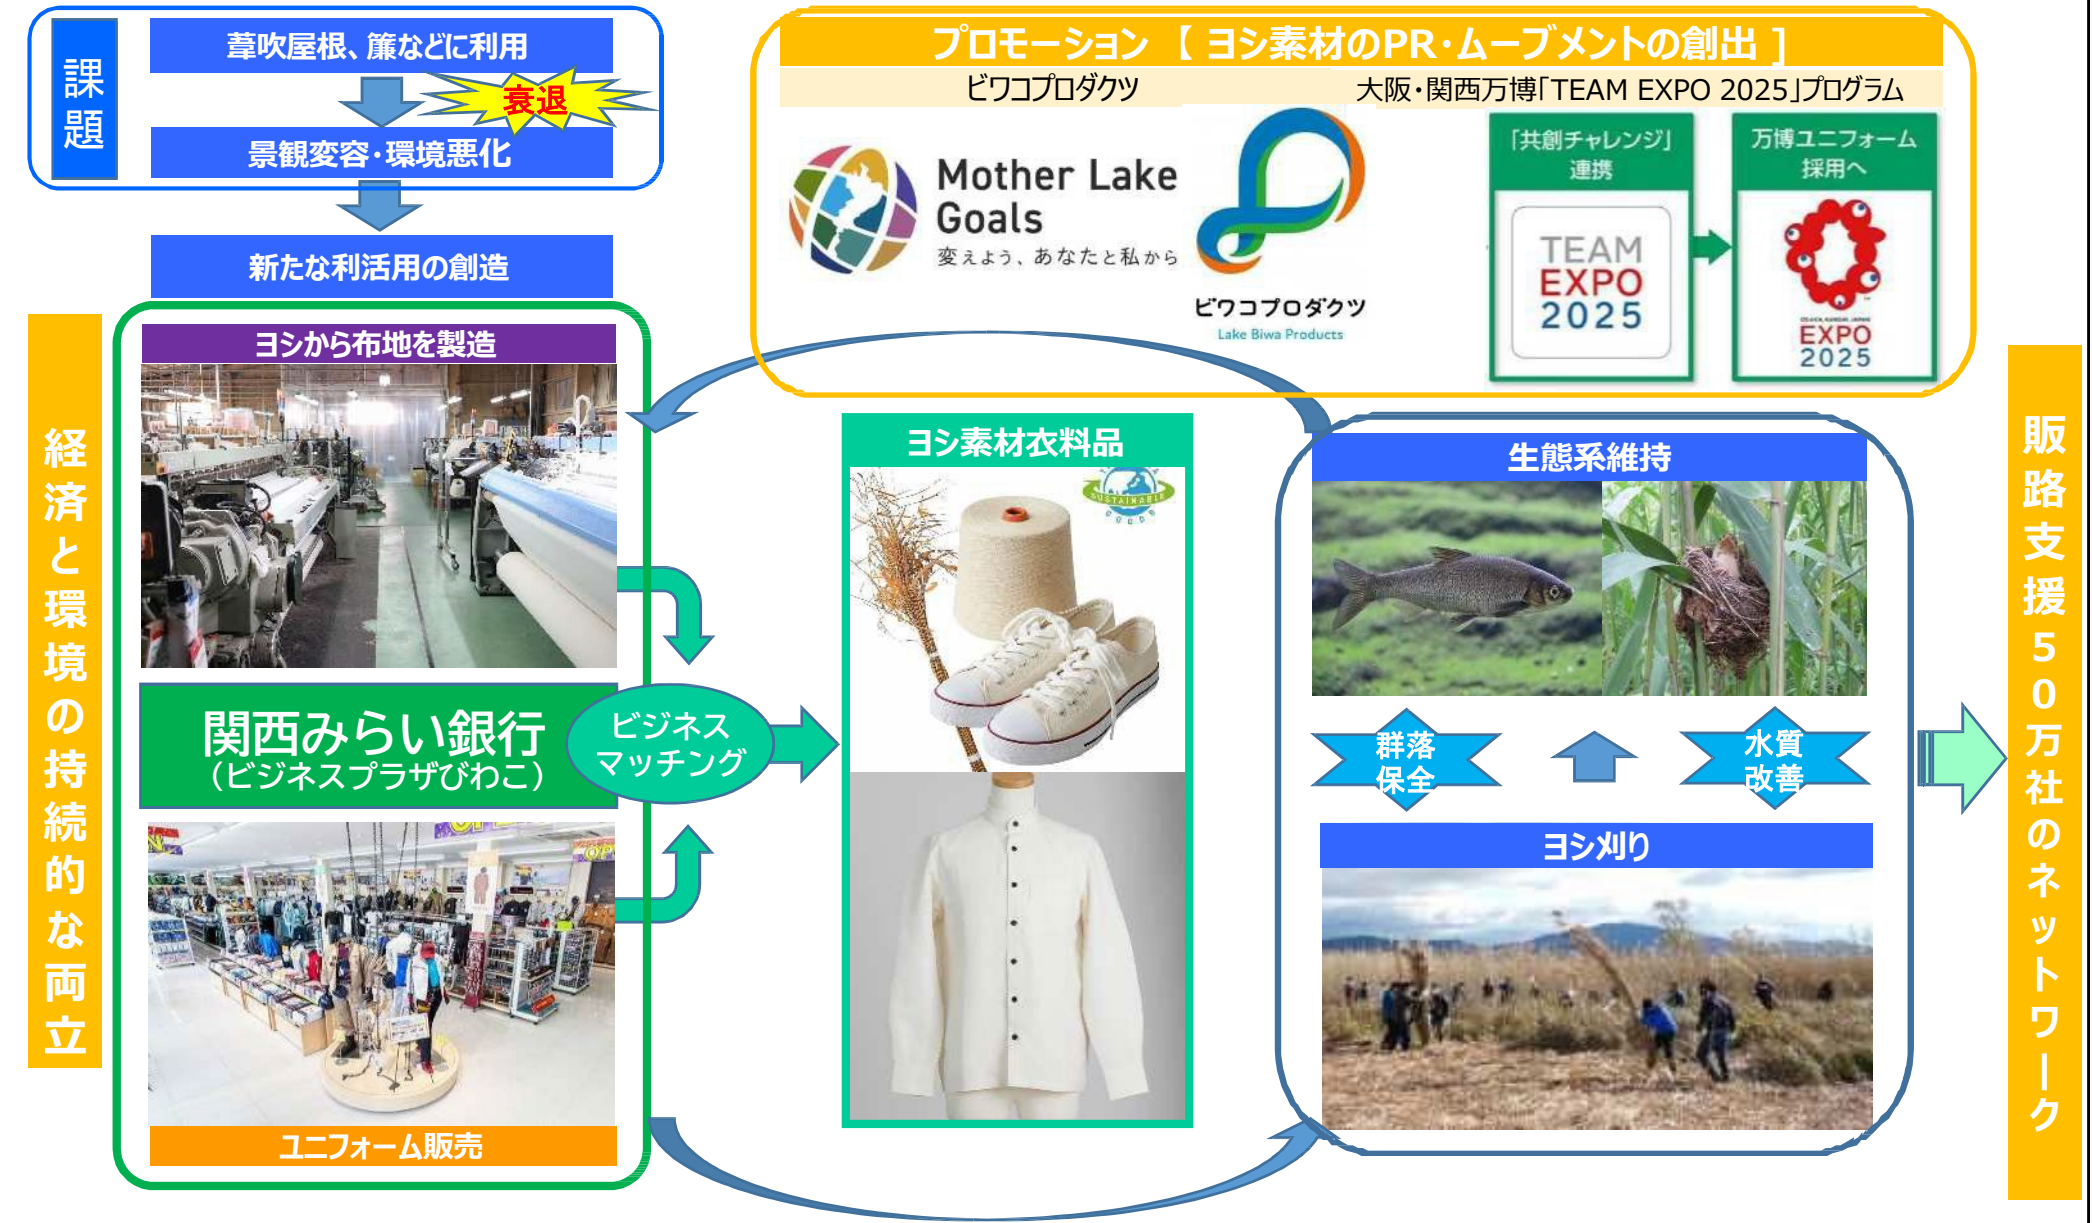 課題
葦吹屋根、簾などに利用
衰退
景観変容・環境悪化
新たな利活用の創造
プロモーション 【 ヨシ素材のPR・ムーブメントの創出 】
ビワコプロダクツ
大阪・関西万博「TEAM EXPO 2025」プログラム
Mother Lake
Goals
変えよう、あなたと私から
ビワコプロダクツ
Lake Biwa Products
「共創チャレンジ」
連携
TEAM
EXPO
2025
万博ユニフォーム
採用へ
OSAKA, KANSAI, JAPAN
EXPO
2025
経済と環境の持続的な両立
ヨシから布地を製造
関西みらい銀行
（ビジネスプラザびわこ）
ビジネス
マッチング
ユニフォーム販売
ヨシ素材衣料品
SUSTAINABLE
GOODS
生態系維持
群落
保全
水質
改善
ヨシ刈り
販路支援50万社のネットワーク